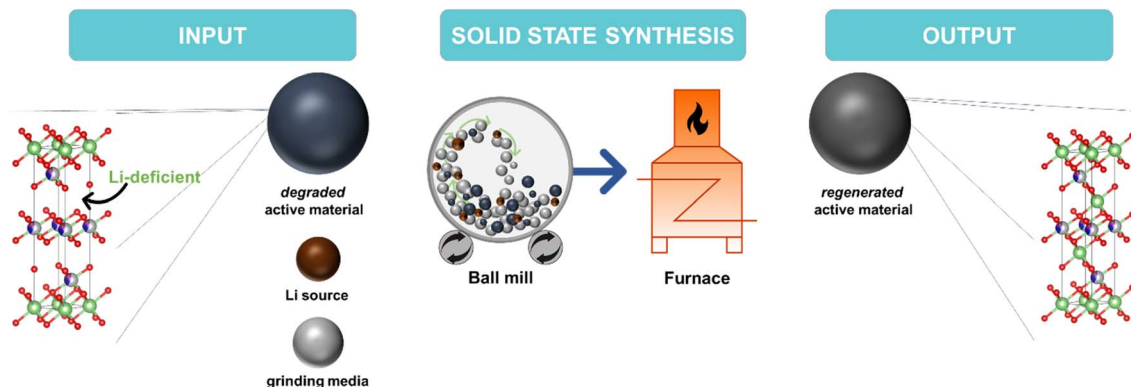 INPUT
SOLID STATE SYNTHESIS
OUTPUT
Li-deficient
degraded
active material
Li source
grinding media
Ball mill
Furnace
regenerated
active material